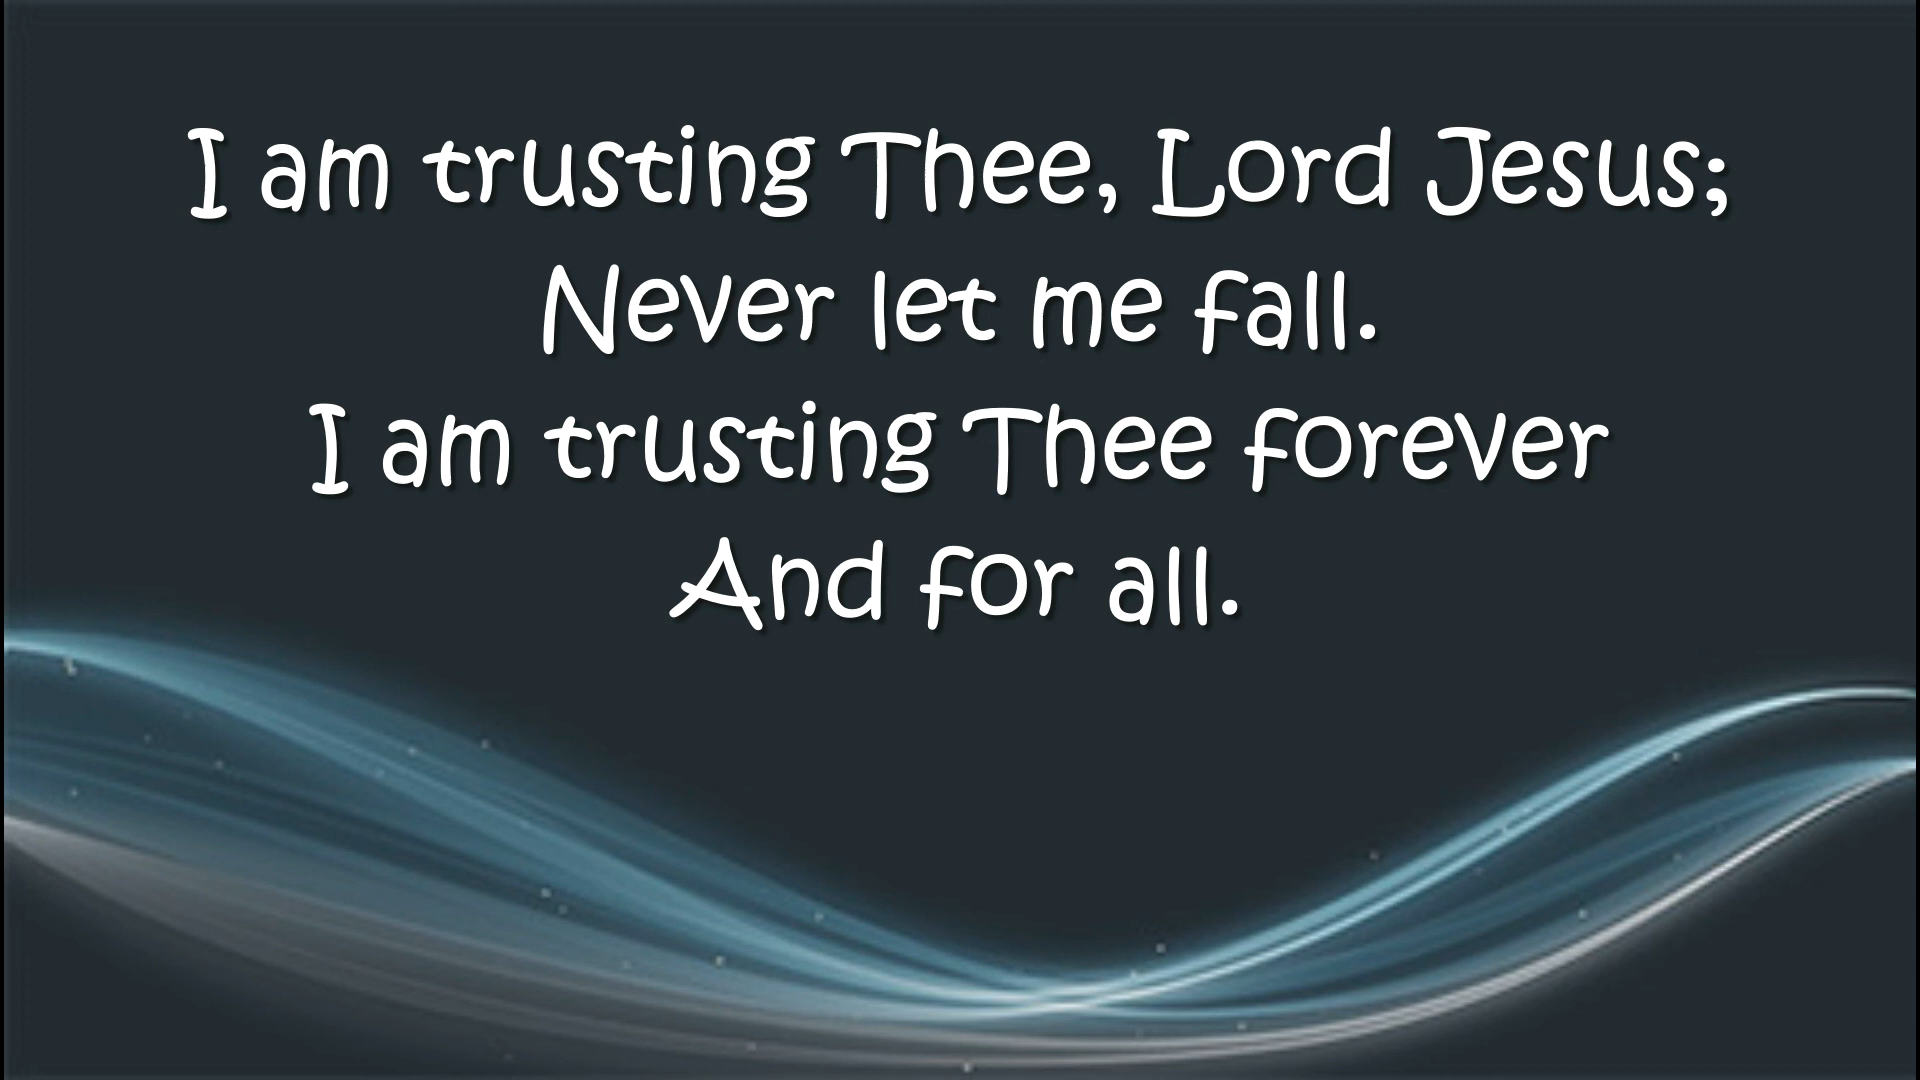 I am trusting Thee, Lord Jesus;
Never let me fall.
I am trusting Thee forever
And for all.